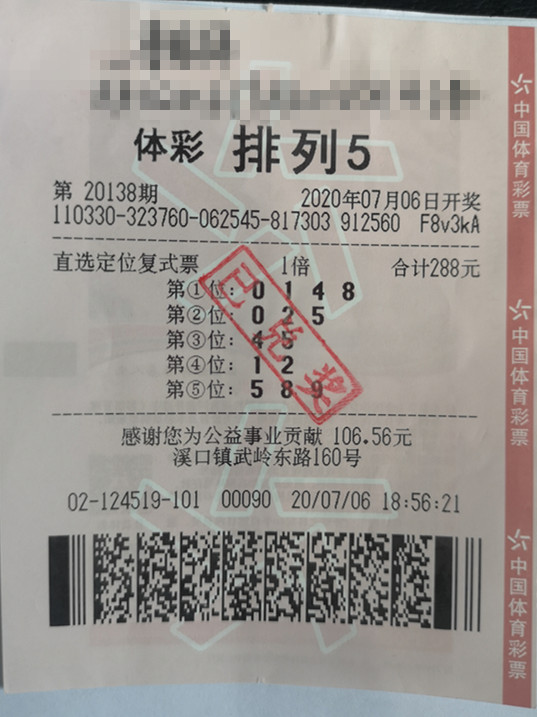 体彩 排列5
第 20138期 2020年07月06日开奖
110330-323760-062545-817303 912560 F8v3kA
直选定位复式票 1倍 合计288元
第①位: 0 1 4 8
第②位: 0 2 5
第③位: 4 5
第④位: 1 2
第⑤位: 5 8 9
已兑奖
感谢您为公益事业贡献 106.56元
溪口镇武岭东路160号
02-124519-101 00090 20/07/06 18:56:21
中国体育彩票
中国体育彩票
中国体育彩票